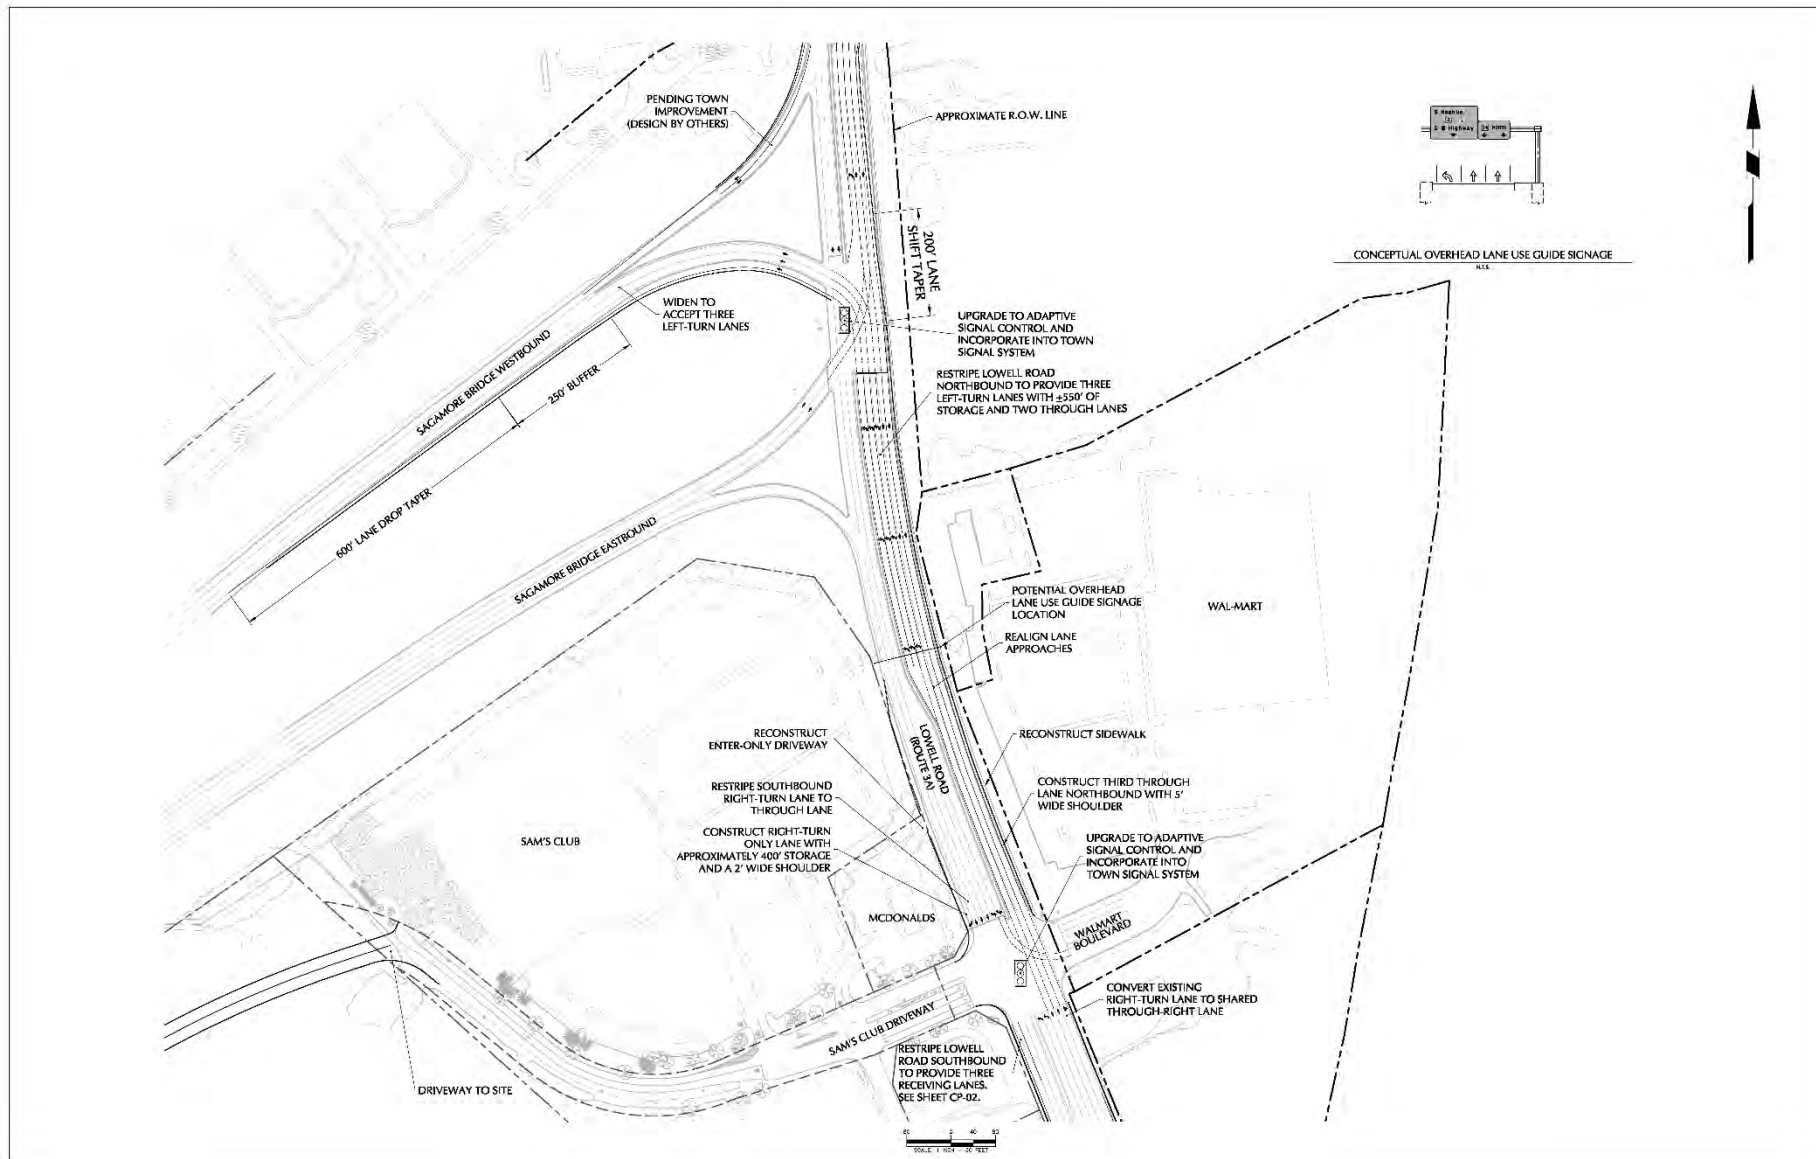 PENDING TOWN
IMPROVEMENT
(DESIGN BY OTHERS)
APPROXIMATE R.O.W. LINE
S Nashua
S B Highway
CONCEPTUAL OVERHEAD LANE USE GUIDE SIGNAGE
N.T.S.
200' LANE
SHIFT TAPER
WIDEN TO
ACCEPT THREE
LEFT-TURN LANES
UPGRADE TO ADAPTIVE
SIGNAL CONTROL AND
INCORPORATE INTO TOWN
SIGNAL SYSTEM
SAGAMORE BRIDGE WESTBOUND
250' BUFFER
RESTRIPE LOWELL ROAD
NORTHBOUND TO PROVIDE THREE
LEFT-TURN LANES WITH ±550' OF
STORAGE AND TWO THROUGH LANES
600' LANE DROP TAPER
SAGAMORE BRIDGE EASTBOUND
POTENTIAL OVERHEAD
LANE USE GUIDE SIGNAGE
LOCATION
WAL-MART
REALIGN LANE
APPROACHES
RECONSTRUCT
ENTER-ONLY DRIVEWAY
LOWELL ROAD
(ROUTE 3A)
RECONSTRUCT SIDEWALK
RESTRIPE SOUTHBOUND
RIGHT-TURN LANE TO
THROUGH LANE
CONSTRUCT THIRD THROUGH
LANE NORTHBOUND WITH 5'
WIDE SHOULDER
SAM'S CLUB
CONSTRUCT RIGHT-TURN
ONLY LANE WITH
APPROXIMATELY 400' STORAGE
AND A 2' WIDE SHOULDER
UPGRADE TO ADAPTIVE
SIGNAL CONTROL AND
INCORPORATE INTO
TOWN SIGNAL SYSTEM
MCDONALDS
WALMART
BOULEVARD
CONVERT EXISTING
RIGHT-TURN LANE TO SHARED
THROUGH-RIGHT LANE
SAM'S CLUB DRIVEWAY
RESTRIPE LOWELL
ROAD SOUTHBOUND
TO PROVIDE THREE
RECEIVING LANES.
SEE SHEET CP-02.
DRIVEWAY TO SITE
80 0 40 80